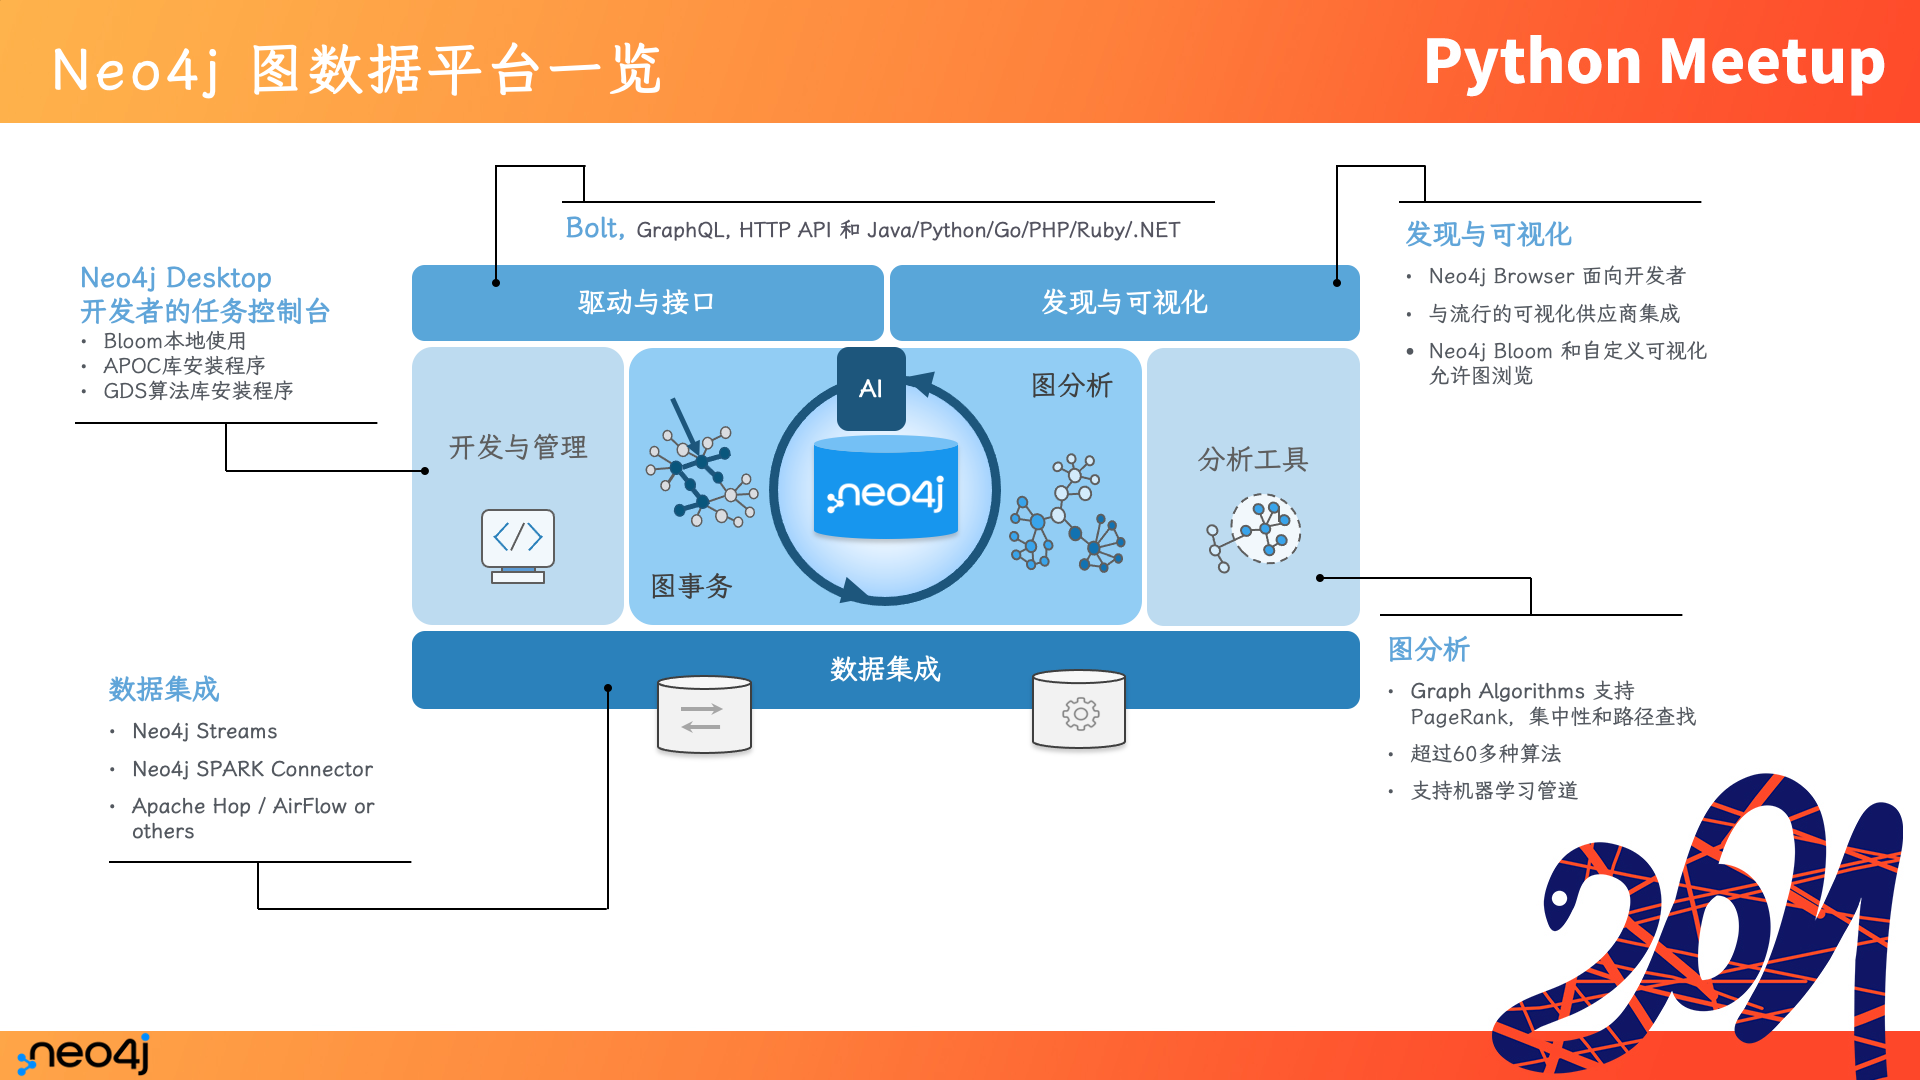 Neo4j 图数据平台一览
Python Meetup
Bolt, GraphQL, HTTP API 和 Java/Python/Go/PHP/Ruby/.NET
发现与可视化
• Neo4j Browser 面向开发者
• 与流行的可视化供应商集成
• Neo4j Bloom 和自定义可视化
允许图浏览
Neo4j Desktop
开发者的任务控制台
• Bloom本地使用
• APOC库安装程序
• GDS算法库安装程序
驱动与接口
发现与可视化
开发与管理
</>
AI
图分析
neo4j
图事务
分析工具
数据集成
数据集成
• Neo4j Streams
• Neo4j SPARK Connector
• Apache Hop / AirFlow or
others
图分析
• Graph Algorithms 支持
PageRank，集中性和路径查找
• 超过60多种算法
• 支持机器学习管道
2021
neo4j